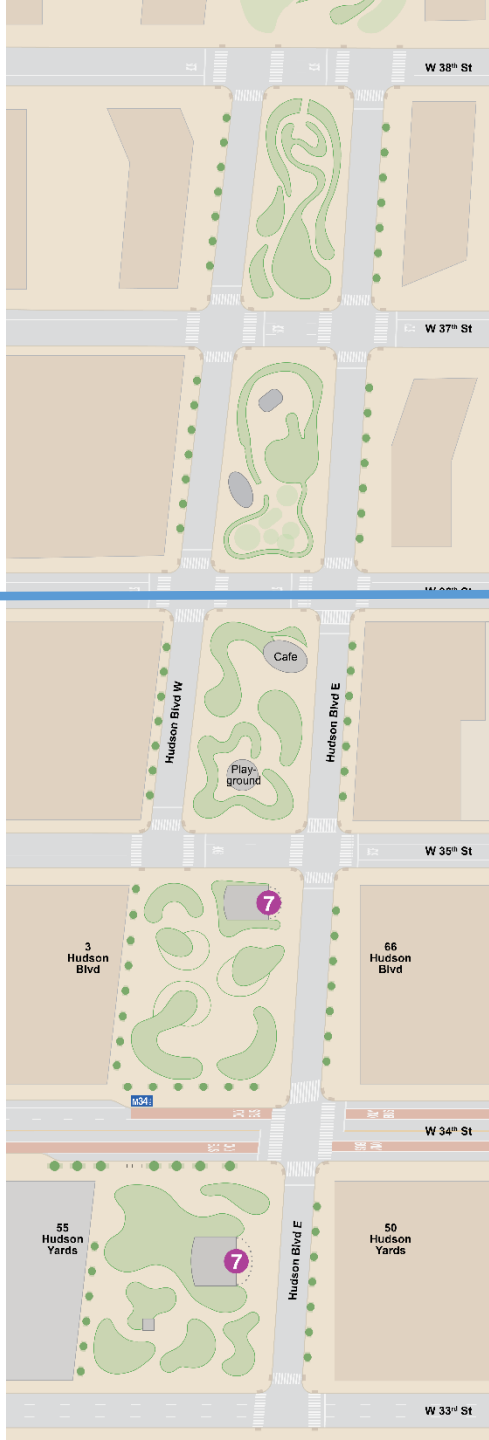 W 38th St
W 37th St
Cafe
Hudson Blvd W
Hudson Blvd E
Play-
ground
W 35th St
7
3
Hudson
Blvd
66
Hudson
Blvd
M34
W 34th St
55
Hudson
Yards
7
Hudson Blvd E
50
Hudson
Yards
W 33rd St